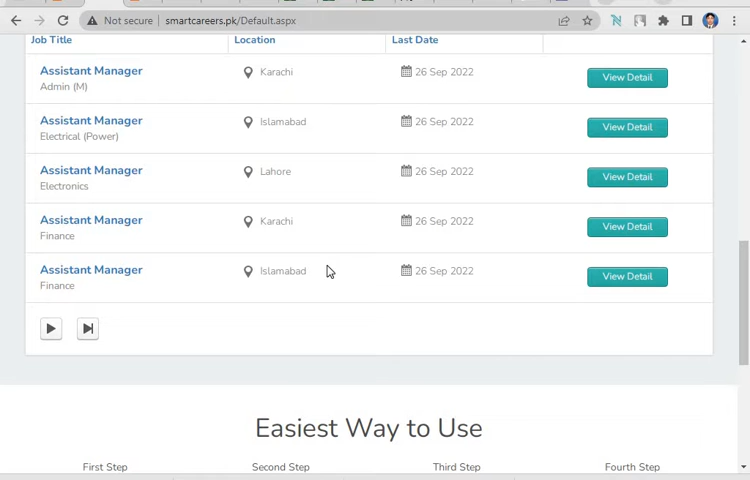 Not secure | smartcareers.pk/Default.aspx
Job Title Location Last Date
Assistant Manager Karachi 26 Sep 2022 View Detail
Admin (M)
Assistant Manager Islamabad 26 Sep 2022 View Detail
Electrical (Power)
Assistant Manager Lahore 26 Sep 2022 View Detail
Electronics
Assistant Manager Karachi 26 Sep 2022 View Detail
Finance
Assistant Manager Islamabad 26 Sep 2022 View Detail
Finance
Easiest Way to Use
First Step Second Step Third Step Fourth Step